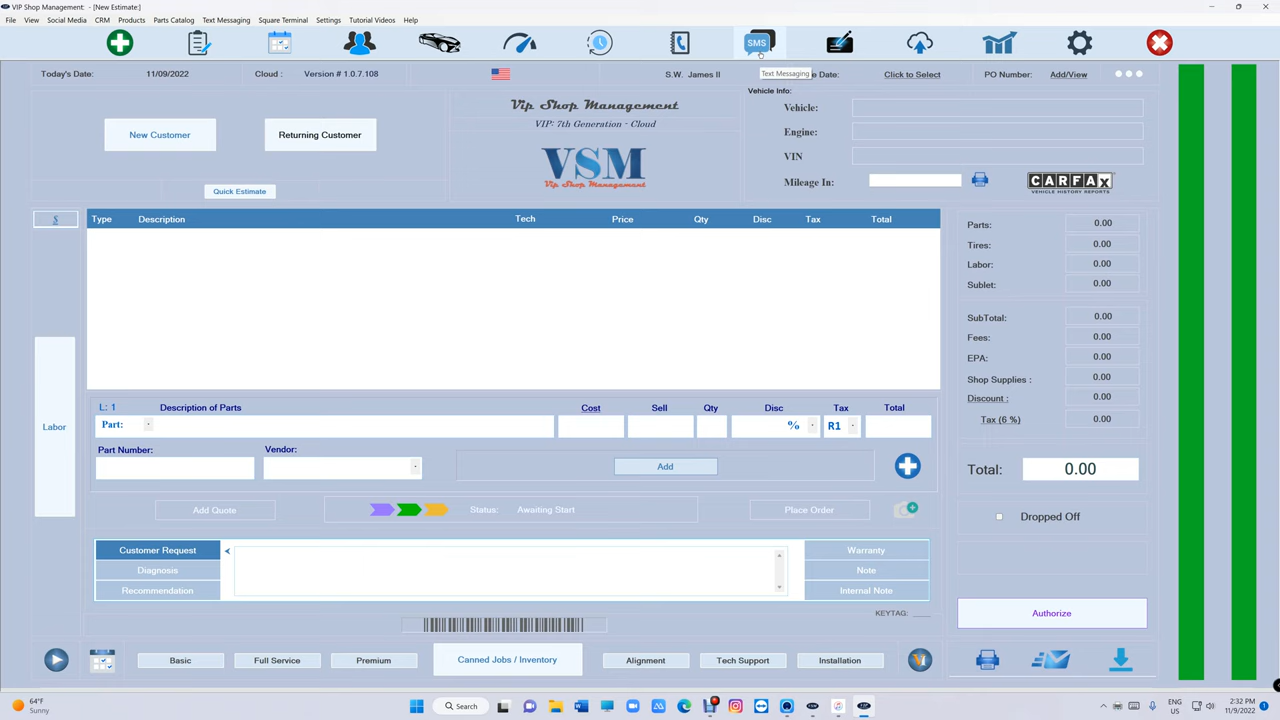 VIP Shop Management: - [New Estimate:]
File View Social Media CRM Products Parts Catalog Text Messaging Square Terminal Settings Tutorial Videos Help
SMS
Today's Date: 11/09/2022 Cloud : Version # 1.0.7.108 S.W. James II Text Messaging e Date: Click to Select PO Number: Add/View
Vehicle Info:
New Customer
Returning Customer
Quick Estimate
Vip Shop Management
VIP: 7th Generation - Cloud
VSM
Vip Shop Management
Vehicle:
Engine:
VIN
Mileage In:
CARFAX
VEHICLE HISTORY REPORTS
$ Type Description Tech Price Qty Disc Tax Total
Labor
Parts: 0.00
Tires: 0.00
Labor: 0.00
Sublet: 0.00
SubTotal: 0.00
Fees: 0.00
EPA: 0.00
Shop Supplies : 0.00
Discount : 0.00
Tax (6 %) 0.00
Total: 0.00
Dropped Off
L: 1 Description of Parts Cost Sell Qty Disc Tax Total
Part: % R1
Part Number: Vendor:
Add
Add Quote Status: Awaiting Start Place Order
Customer Request
Diagnosis
Recommendation
Warranty
Note
Internal Note
KEYTAG: ____
Authorize
Basic Full Service Premium Canned Jobs / Inventory Alignment Tech Support Installation
64°F
Sunny
Search
ENG
US
2:32 PM
11/9/2022